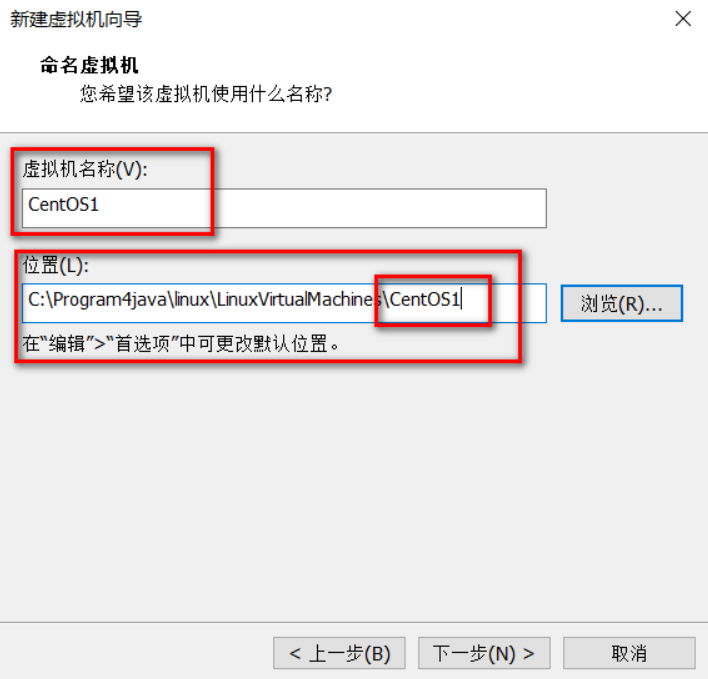 新建虚拟机向导
命名虚拟机
您希望该虚拟机使用什么名称?
虚拟机名称(V):
CentOS1
位置(L):
C:\Program4java\linux\LinuxVirtualMachines\CentOS1
浏览(R)...
在“编辑”>“首选项”中可更改默认位置。
< 上一步(B)
下一步(N) >
取消